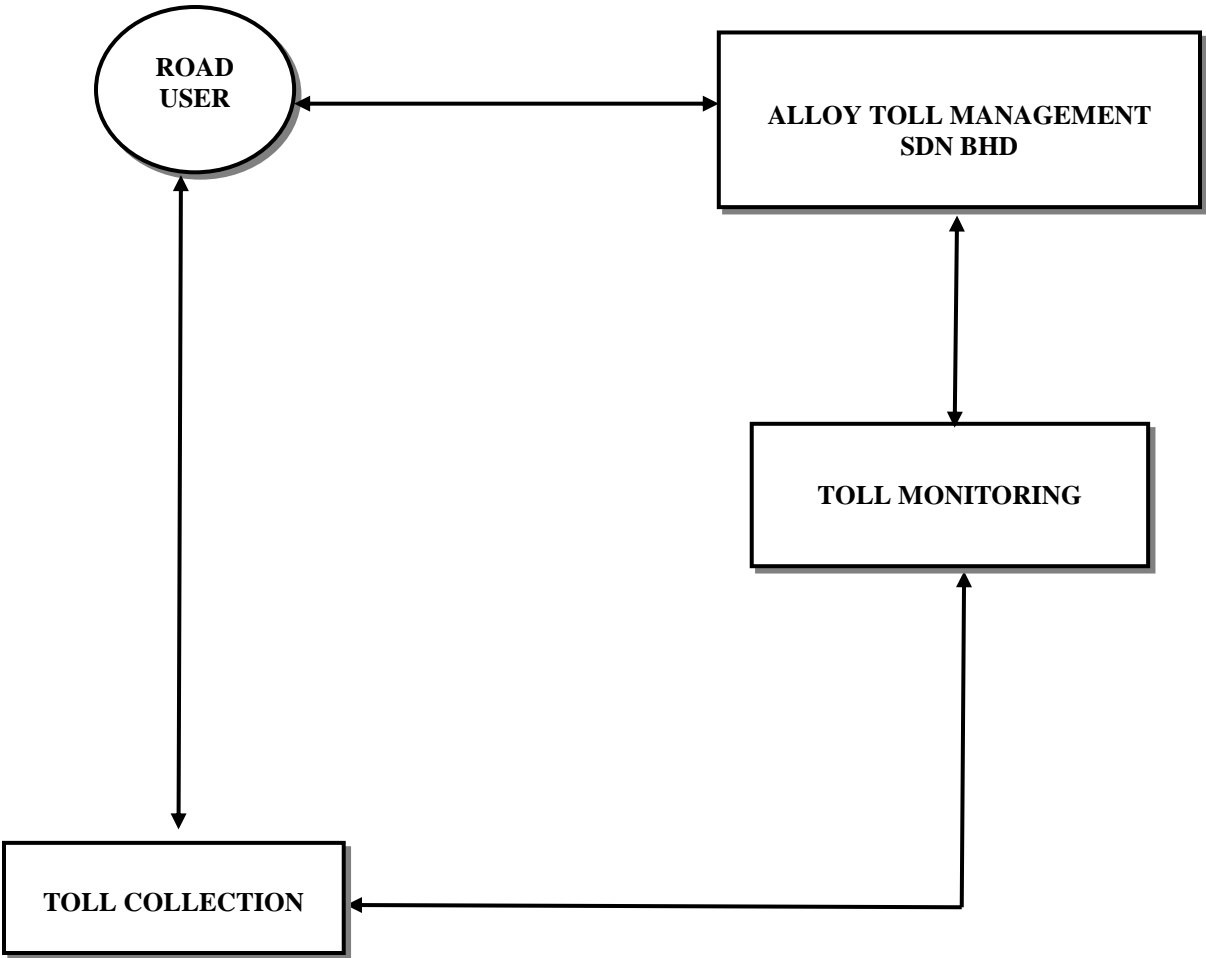 ROAD
USER
ALLOY TOLL MANAGEMENT
SDN BHD
TOLL MONITORING
TOLL COLLECTION